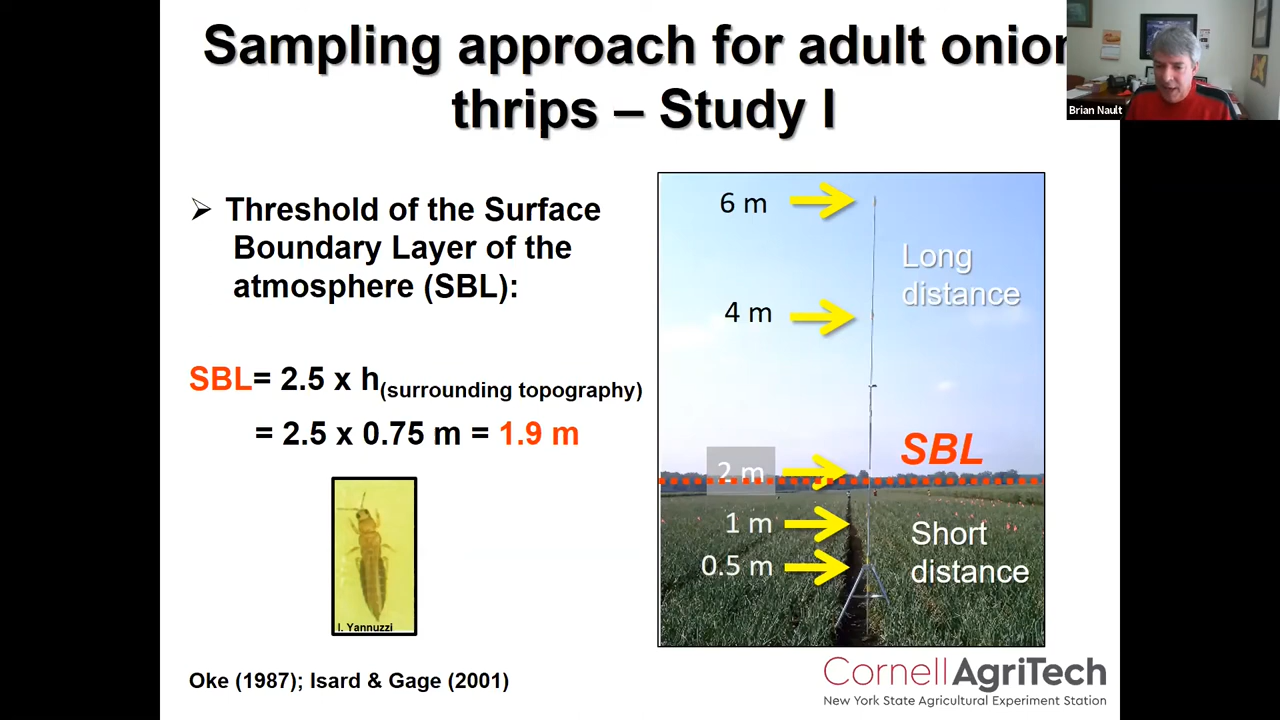 Sampling approach for adult onion
thrips – Study I
Brian Nault
➢ Threshold of the Surface
Boundary Layer of the
atmosphere (SBL):
SBL= 2.5 x h(surrounding topography)
= 2.5 x 0.75 m = 1.9 m
I. Yannuzzi
Oke (1987); Isard & Gage (2001)
6 m
Long
distance
4 m
SBL
2 m
1 m
Short
distance
0.5 m
CornellAgriTech
New York State Agricultural Experiment Station